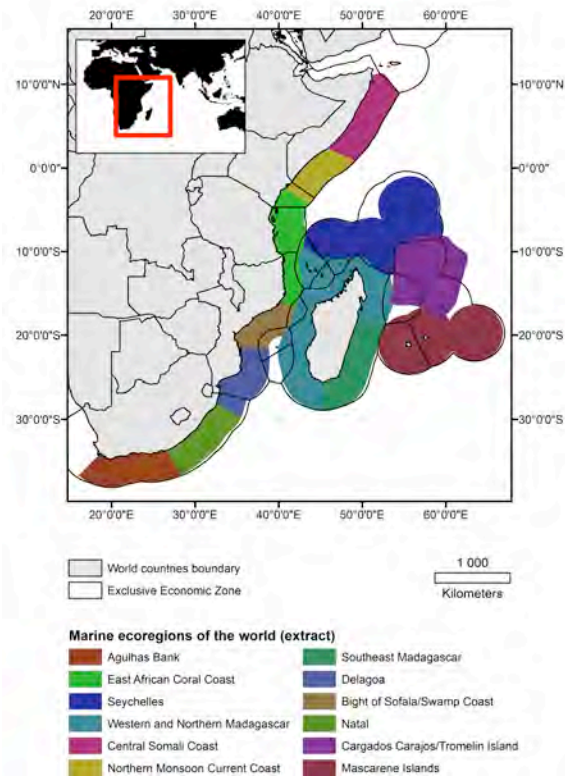 20°0'0"E 30°0'0"E 40°0'0"E 50°0'0"E 60°0'0"E
10°0'0"N 10°0'0"N
0°0'0" 0°0'0"
10°0'0"S 10°0'0"S
20°0'0"S 20°0'0"S
30°0'0"S 30°0'0"S
20°0'0"E 30°0'0"E 40°0'0"E 50°0'0"E 60°0'0"E
World countries boundary
Exclusive Economic Zone
1 000
Kilometers
Marine ecoregions of the world (extract)
Agulhas Bank
East African Coral Coast
Seychelles
Western and Northern Madagascar
Central Somali Coast
Northern Monsoon Current Coast
Southeast Madagascar
Delagoa
Bight of Sofala/Swamp Coast
Natal
Cargados Carajos/Tromelin Island
Mascarene Islands